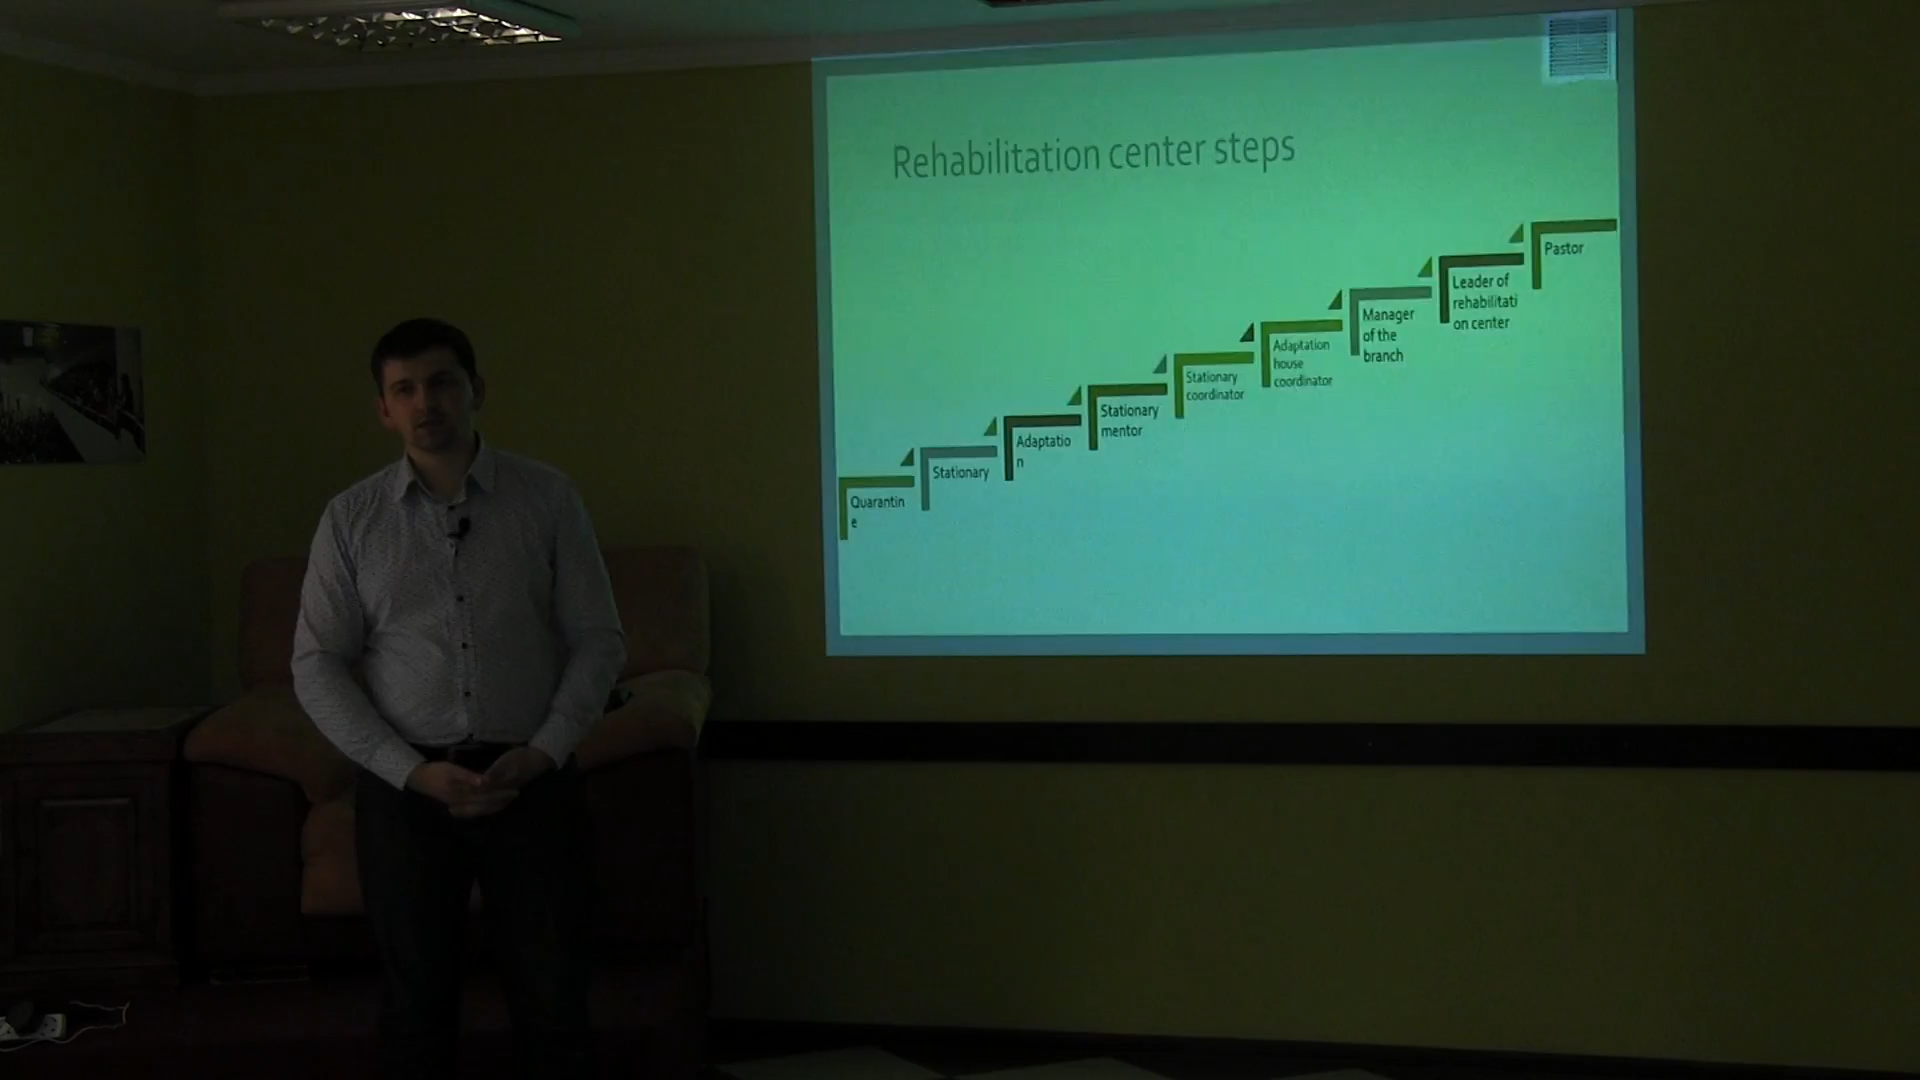 Rehabilitation center steps
Quarantin
e
Stationary
Adaptatio
n
Stationary
mentor
Stationary
coordinator
Adaptation
house
coordinator
Manager
of the
branch
Leader of
rehabilitati
on center
Pastor